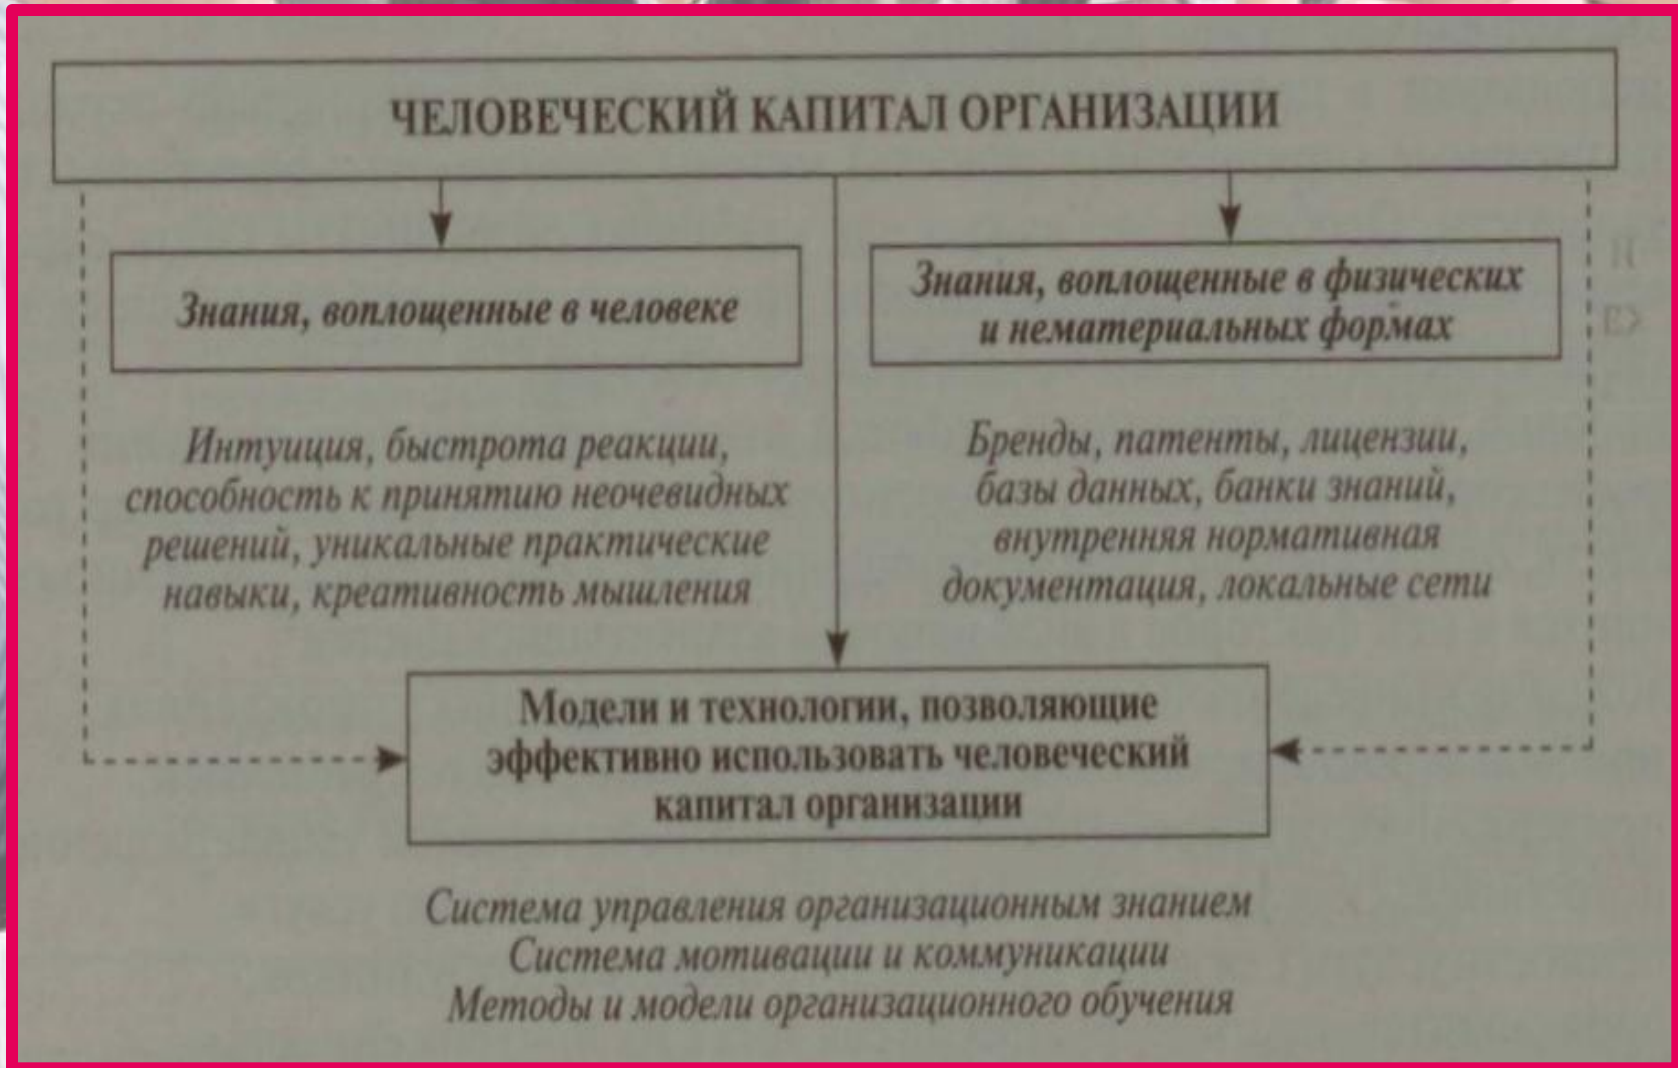 ЧЕЛОВЕЧЕСКИЙ КАПИТАЛ ОРГАНИЗАЦИИ
Знания, воплощенные в человеке
Знания, воплощенные в физических
и нематериальных формах
Интуиция, быстрота реакции,
способность к принятию неочевидных
решений, уникальные практические
навыки, креативность мышления
Бренды, патенты, лицензии,
базы данных, банки знаний,
внутренняя нормативная
документация, локальные сети
Модели и технологии, позволяющие
эффективно использовать человеческий
капитал организации
Система управления организационным знанием
Система мотивации и коммуникации
Методы и модели организационного обучения